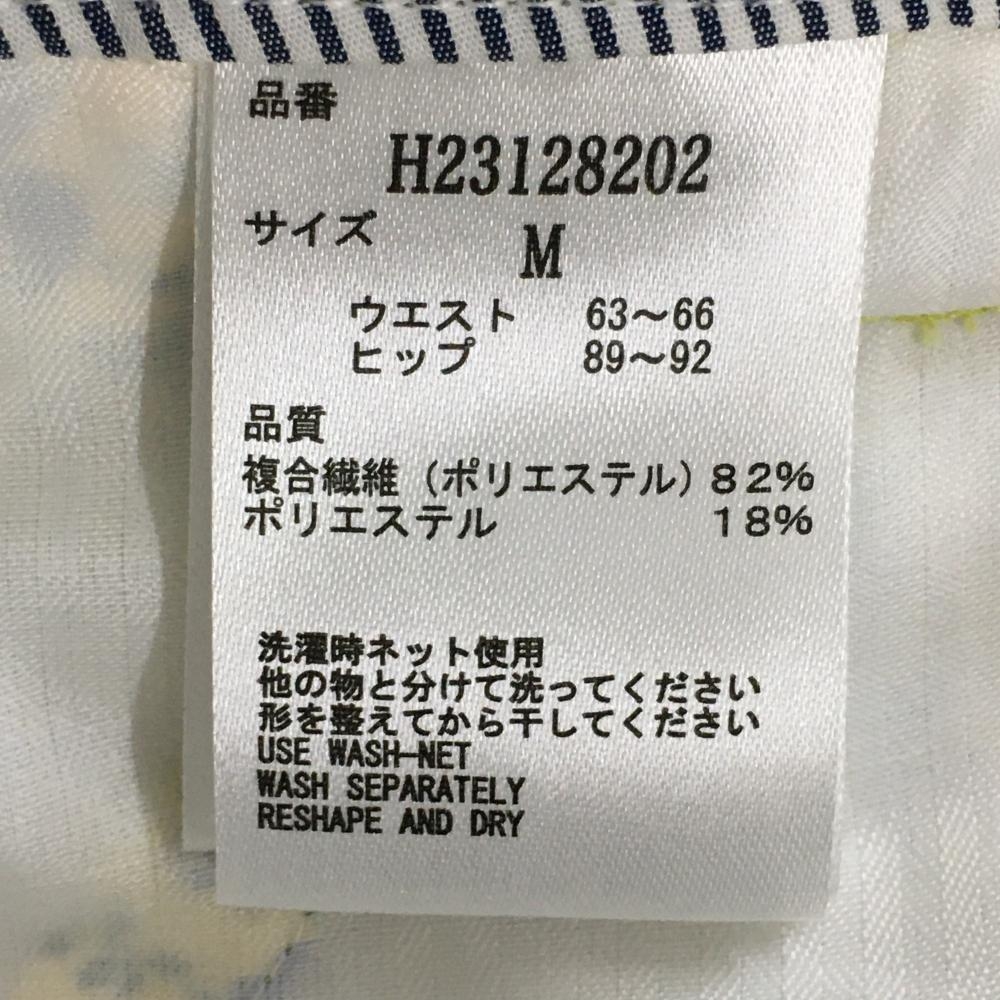 品番
H23128202
サイズ
M
ウエスト 63～66
ヒップ 89～92
品質
複合繊維（ポリエステル）８２％
ポリエステル １８％
洗濯時ネット使用
他の物と分けて洗ってください
形を整えてから干してください
USE WASH-NET
WASH SEPARATELY
RESHAPE AND DRY